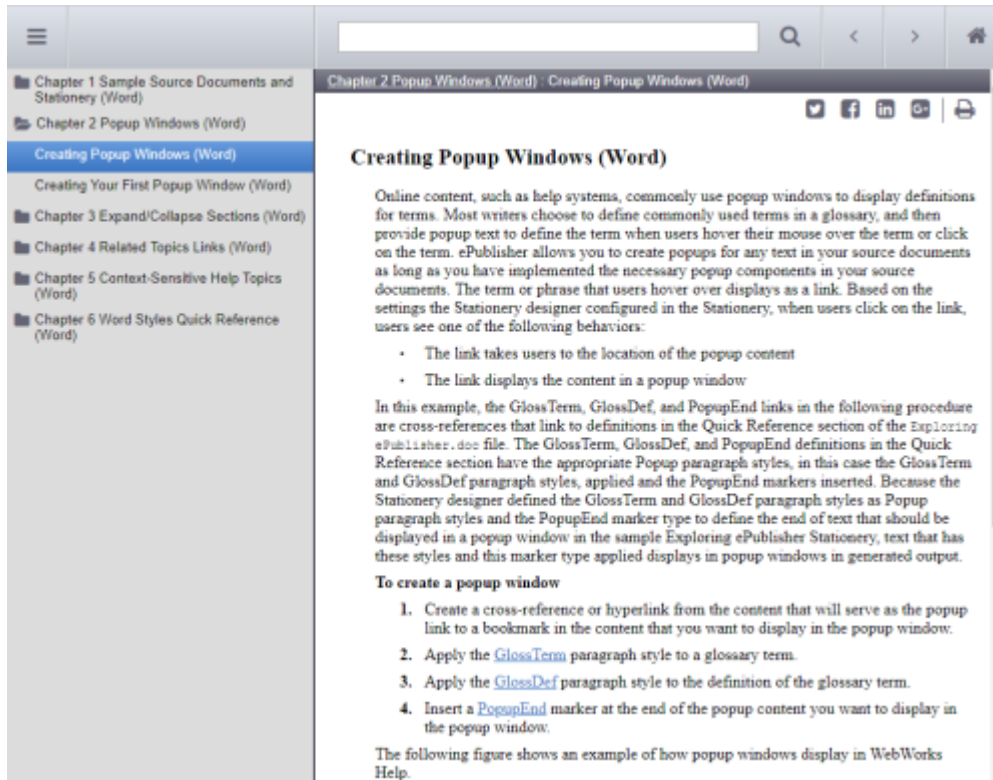 Chapter 1 Sample Source Documents and
Stationery (Word)
Chapter 2 Popup Windows (Word)
Creating Popup Windows (Word)
Creating Your First Popup Window (Word)
Chapter 3 Expand/Collapse Sections (Word)
Chapter 4 Related Topics Links (Word)
Chapter 5 Context-Sensitive Help Topics
(Word)
Chapter 6 Word Styles Quick Reference
(Word)
Chapter 2 Popup Windows (Word) : Creating Popup Windows (Word)
Creating Popup Windows (Word)
Online content, such as help systems, commonly use popup windows to display definitions
for terms. Most writers choose to define commonly used terms in a glossary, and then
provide popup text to define the term when users hover their mouse over the term or click
on the term. ePublisher allows you to create popups for any text in your source documents
as long as you have implemented the necessary popup components in your source
documents. The term or phrase that users hover over displays as a link. Based on the
settings the Stationery designer configured in the Stationery, when users click on the link,
users see one of the following behaviors:
• The link takes users to the location of the popup content
• The link displays the content in a popup window
In this example, the GlossTerm, GlossDef, and PopupEnd links in the following procedure
are cross-references that link to definitions in the Quick Reference section of the Exploring
ePublisher.doc file. The GlossTerm, GlossDef, and PopupEnd definitions in the Quick
Reference section have the appropriate Popup paragraph styles, in this case the GlossTerm
and GlossDef paragraph styles, applied and the PopupEnd markers inserted. Because the
Stationery designer defined the GlossTerm and GlossDef paragraph styles as Popup
paragraph styles and the PopupEnd marker type to define the end of text that should be
displayed in a popup window in the sample Exploring ePublisher Stationery, text that has
these styles and this marker type applied displays in popup windows in generated output.
To create a popup window
1. Create a cross-reference or hyperlink from the content that will serve as the popup
link to a bookmark in the content that you want to display in the popup window.
2. Apply the GlossTerm paragraph style to a glossary term.
3. Apply the GlossDef paragraph style to the definition of the glossary term.
4. Insert a PopupEnd marker at the end of the popup content you want to display in
the popup window.
The following figure shows an example of how popup windows display in WebWorks
Help.